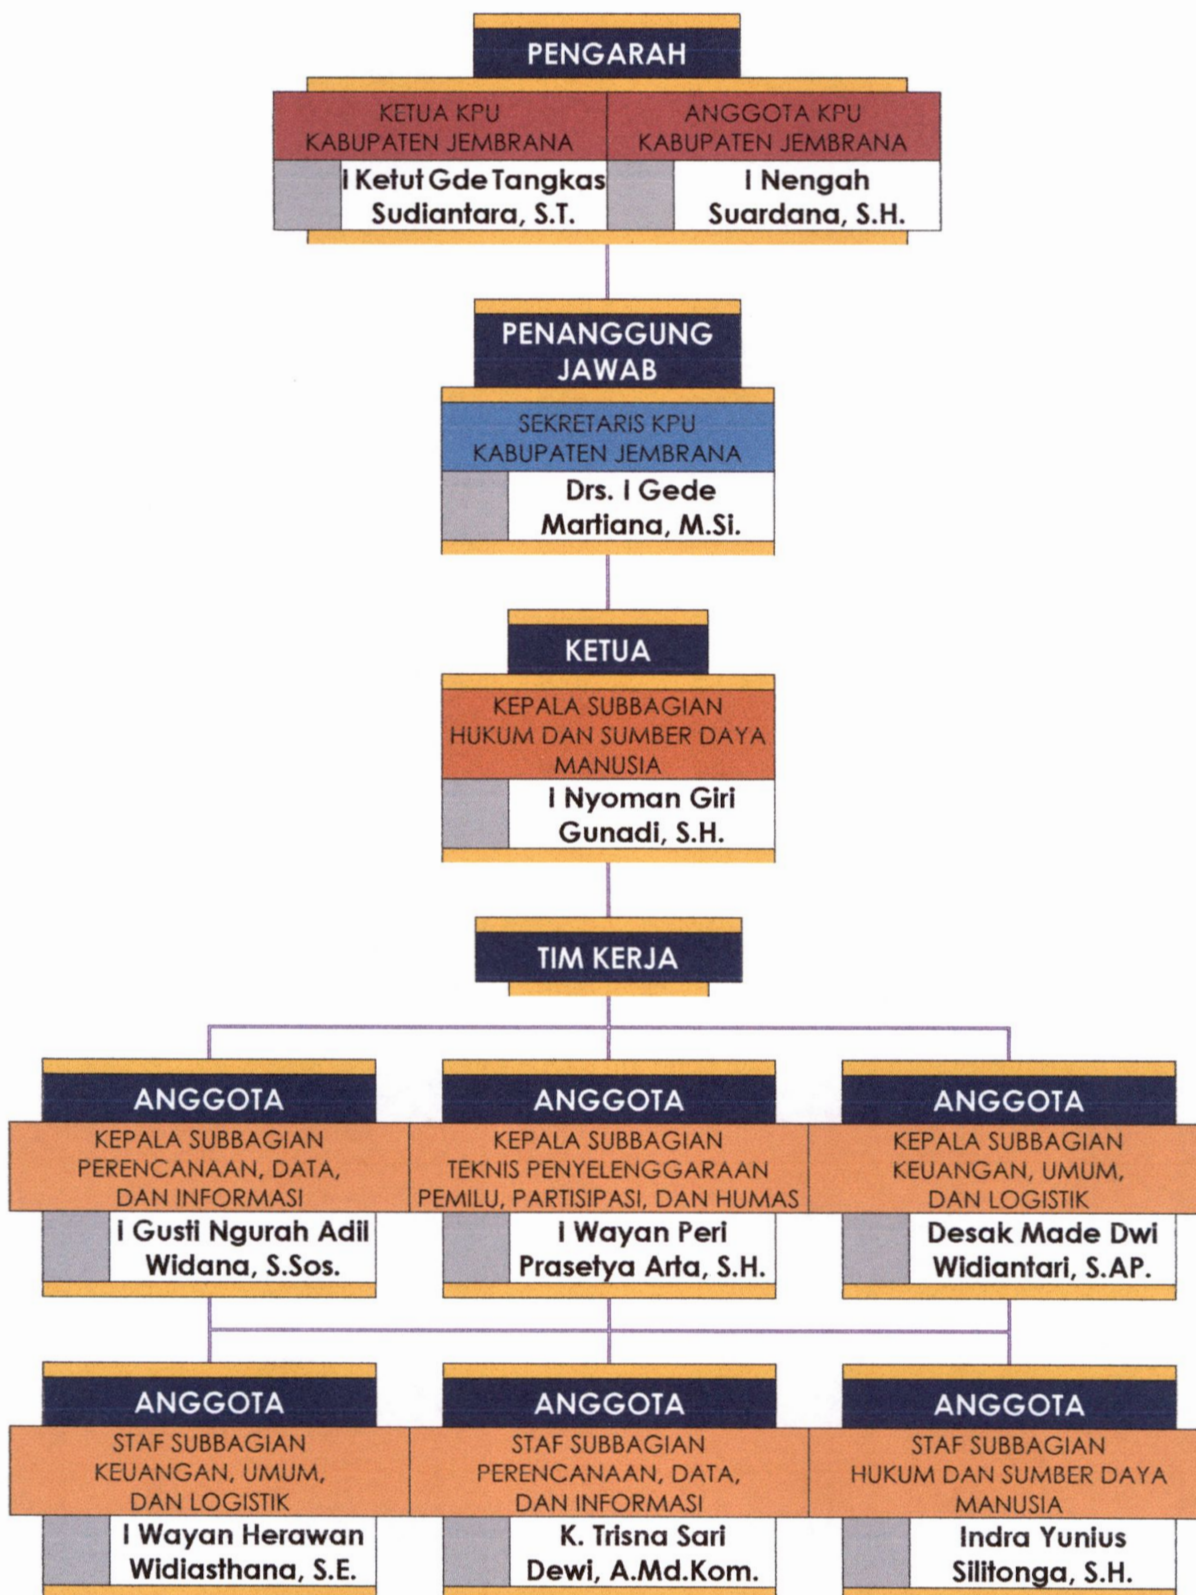 PENGARAH
KETUA KPU
KABUPATEN JEMBRANA
I Ketut Gde Tangkas
Sudiantara, S.T.
ANGGOTA KPU
KABUPATEN JEMBRANA
I Nengah
Suardana, S.H.
PENANGGUNG
JAWAB
SEKRETARIS KPU
KABUPATEN JEMBRANA
Drs. I Gede
Martiana, M.Si.
KETUA
KEPALA SUBBAGIAN
HUKUM DAN SUMBER DAYA
MANUSIA
I Nyoman Giri
Gunadi, S.H.
TIM KERJA
ANGGOTA
KEPALA SUBBAGIAN
PERENCANAAN, DATA,
DAN INFORMASI
I Gusti Ngurah Adil
Widana, S.Sos.
ANGGOTA
KEPALA SUBBAGIAN
TEKNIS PENYELENGGARAAN
PEMILU, PARTISIPASI, DAN HUMAS
I Wayan Peri
Prasetya Arta, S.H.
ANGGOTA
KEPALA SUBBAGIAN
KEUANGAN, UMUM,
DAN LOGISTIK
Desak Made Dwi
Widiantari, S.AP.
ANGGOTA
STAF SUBBAGIAN
KEUANGAN, UMUM,
DAN LOGISTIK
I Wayan Herawan
Widiasthana, S.E.
ANGGOTA
STAF SUBBAGIAN
PERENCANAAN, DATA,
DAN INFORMASI
K. Trisna Sari
Dewi, A.Md.Kom.
ANGGOTA
STAF SUBBAGIAN
HUKUM DAN SUMBER DAYA
MANUSIA
Indra Yunius
Silitonga, S.H.